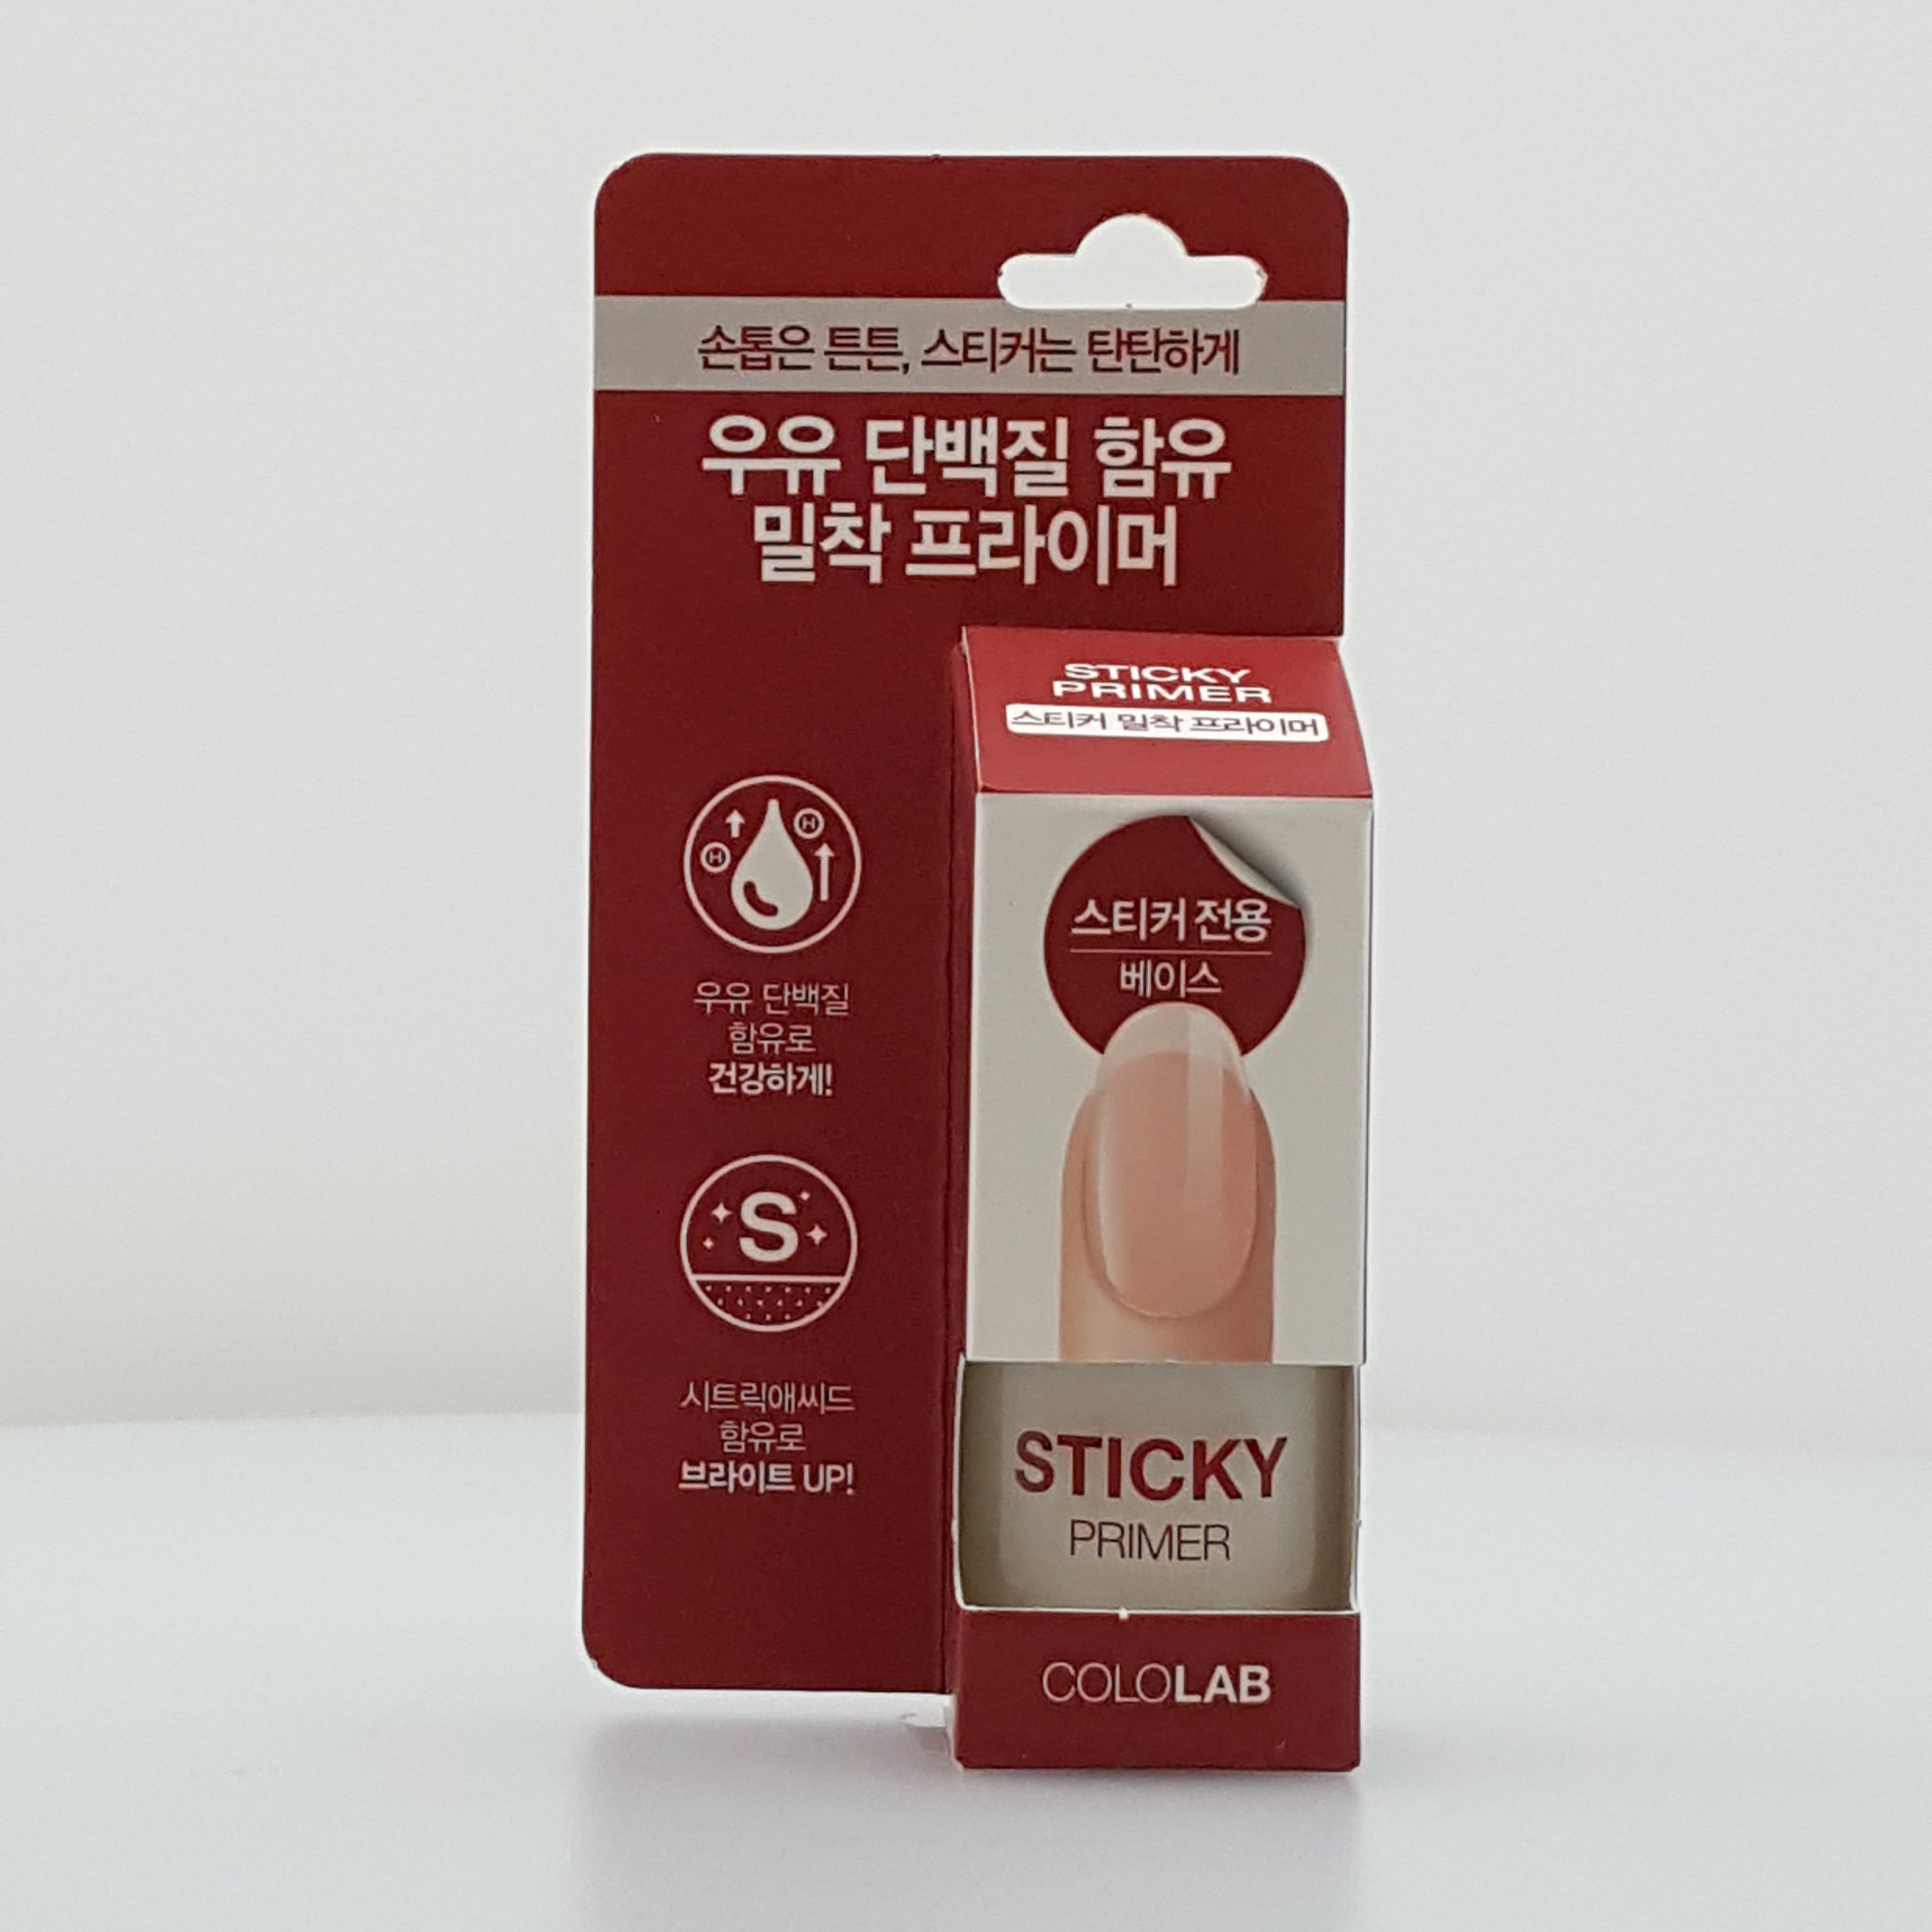 손톱은 튼튼, 스티커는 탄탄하게
우유 단백질 함유
밀착 프라이머
STICKY
PRIMER
스티커 밀착 프라이머
스티커 전용
베이스
H
H
우유 단백질
함유로
건강하게!
S
시트릭애씨드
함유로
브라이트 UP!
STICKY
PRIMER
COLOLAB